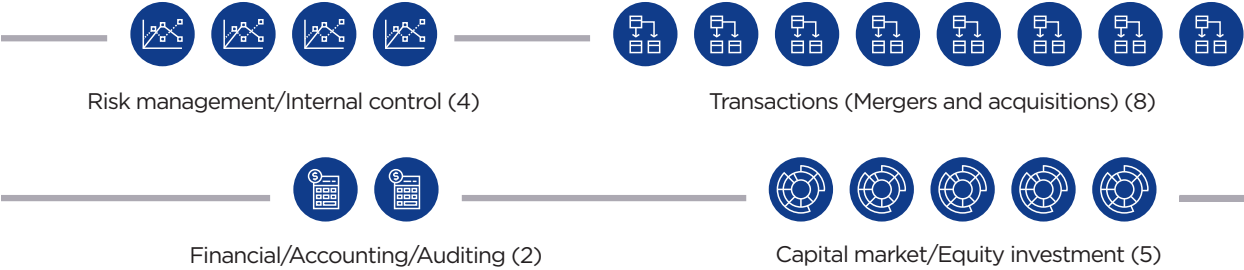 Risk management/Internal control (4)
Transactions (Mergers and acquisitions) (8)
Financial/Accounting/Auditing (2)
Capital market/Equity investment (5)